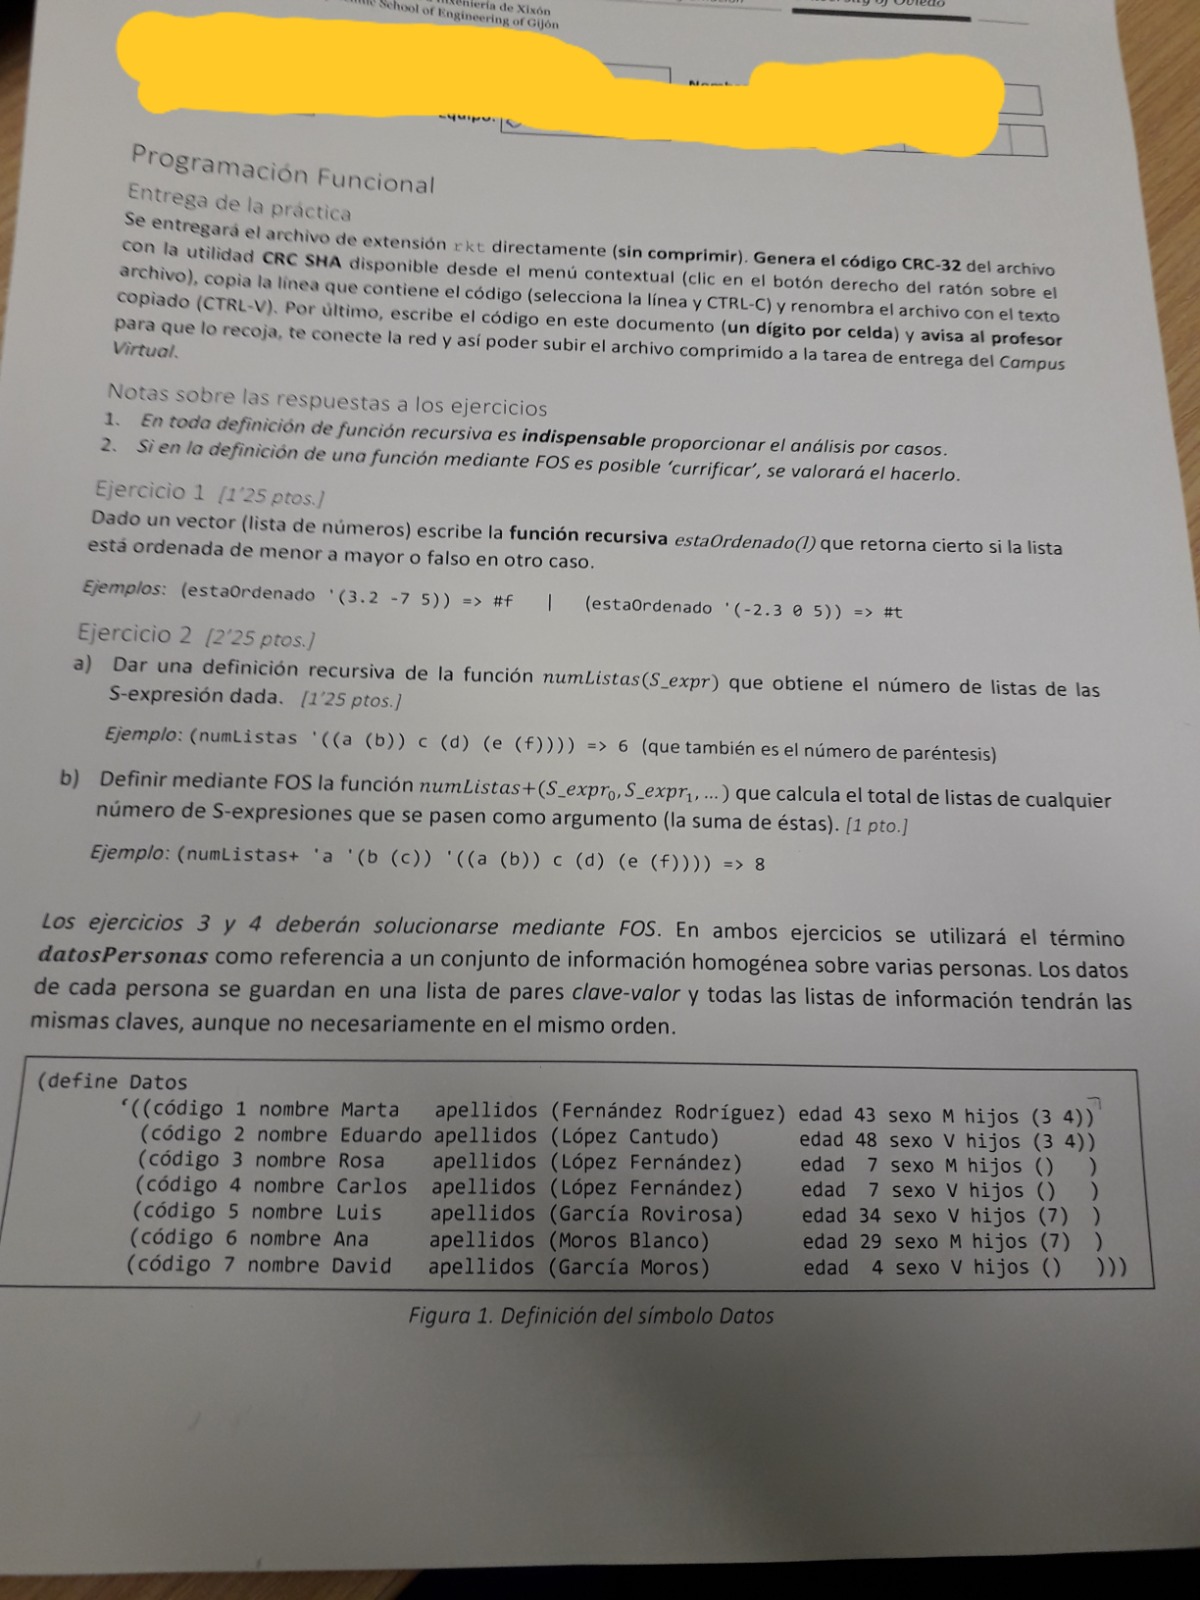 School of Engineering of Gijón
Programación Funcional
Entrega de la práctica
Se entregará el archivo de extensión rkt directamente (sin comprimir). Genera el código CRC-32 del archivo
con la utilidad CRC SHA disponible desde el menú contextual (clic en el botón derecho del ratón sobre el
archivo), copia la línea que contiene el código (selecciona la línea y CTRL-C) y renombra el archivo con el texto
copiado (CTRL-V). Por último, escribe el código en este documento (un dígito por celda) y avisa al profesor
para que lo recoja, te conecte la red y así poder subir el archivo comprimido a la tarea de entrega del Campus
Virtual.
Notas sobre las respuestas a los ejercicios
1. En toda definición de función recursiva es indispensable proporcionar el análisis por casos.
2. Si en la definición de una función mediante FOS es posible ‘currificar’, se valorará el hacerlo.
Ejercicio 1 [1’25 ptos.]
Dado un vector (lista de números) escribe la función recursiva estaOrdenado(l) que retorna cierto si la lista
está ordenada de menor a mayor o falso en otro caso.
Ejemplos: (estaOrdenado '(3.2 -7 5)) => #f | (estaOrdenado '(-2.3 0 5)) => #t
Ejercicio 2 [2’25 ptos.]
a) Dar una definición recursiva de la función numListas(S_expr) que obtiene el número de listas de las
S-expresión dada. [1’25 ptos.]
Ejemplo: (numListas '((a (b)) c (d) (e (f)))) => 6 (que también es el número de paréntesis)
b) Definir mediante FOS la función numListas+(S_expr₀, S_expr₁, ...) que calcula el total de listas de cualquier
número de S-expresiones que se pasen como argumento (la suma de éstas). [1 pto.]
Ejemplo: (numListas+ 'a '(b (c)) '((a (b)) c (d) (e (f)))) => 8
Los ejercicios 3 y 4 deberán solucionarse mediante FOS. En ambos ejercicios se utilizará el término
datosPersonas como referencia a un conjunto de información homogénea sobre varias personas. Los datos
de cada persona se guardan en una lista de pares clave-valor y todas las listas de información tendrán las
mismas claves, aunque no necesariamente en el mismo orden.
(define Datos
‘((código 1 nombre Marta apellidos (Fernández Rodríguez) edad 43 sexo M hijos (3 4))
(código 2 nombre Eduardo apellidos (López Cantudo) edad 48 sexo V hijos (3 4))
(código 3 nombre Rosa apellidos (López Fernández) edad 7 sexo M hijos () )
(código 4 nombre Carlos apellidos (López Fernández) edad 7 sexo V hijos () )
(código 5 nombre Luis apellidos (García Rovirosa) edad 34 sexo V hijos (7) )
(código 6 nombre Ana apellidos (Moros Blanco) edad 29 sexo M hijos (7) )
(código 7 nombre David apellidos (García Moros) edad 4 sexo V hijos () )))
Figura 1. Definición del símbolo Datos